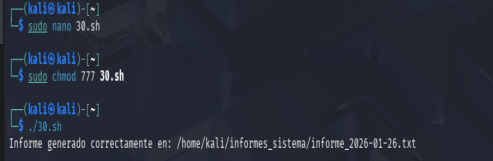 ┌──(kali㉿kali)-[~]
└─$ sudo nano 30.sh
┌──(kali㉿kali)-[~]
└─$ sudo chmod 777 30.sh
┌──(kali㉿kali)-[~]
└─$ ./30.sh
Informe generado correctamente en: /home/kali/informes_sistema/informe_2026-01-26.txt